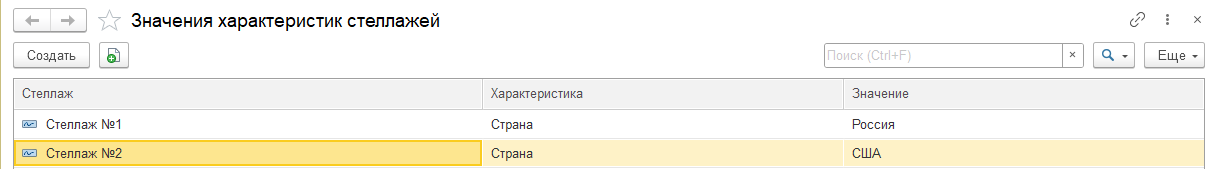 Значения характеристик стеллажей
Создать Поиск (Ctrl+F) × Еще
Стеллаж Характеристика Значение
Стеллаж №1 Страна Россия
Стеллаж №2 Страна США